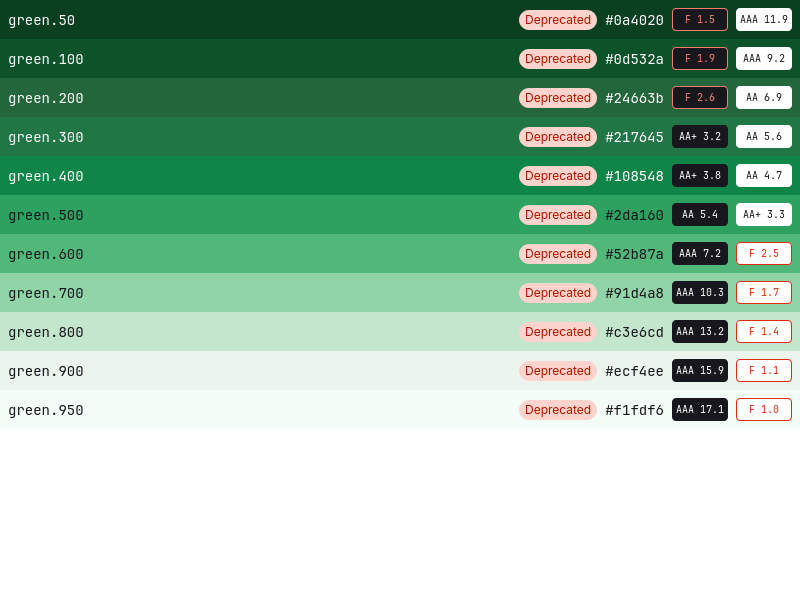 green.50 Deprecated #0a4020 F 1.5 AAA 11.9
green.100 Deprecated #0d532a F 1.9 AAA 9.2
green.200 Deprecated #24663b F 2.6 AA 6.9
green.300 Deprecated #217645 AA+ 3.2 AA 5.6
green.400 Deprecated #108548 AA+ 3.8 AA 4.7
green.500 Deprecated #2da160 AA 5.4 AA+ 3.3
green.600 Deprecated #52b87a AAA 7.2 F 2.5
green.700 Deprecated #91d4a8 AAA 10.3 F 1.7
green.800 Deprecated #c3e6cd AAA 13.2 F 1.4
green.900 Deprecated #ecf4ee AAA 15.9 F 1.1
green.950 Deprecated #f1fdf6 AAA 17.1 F 1.0